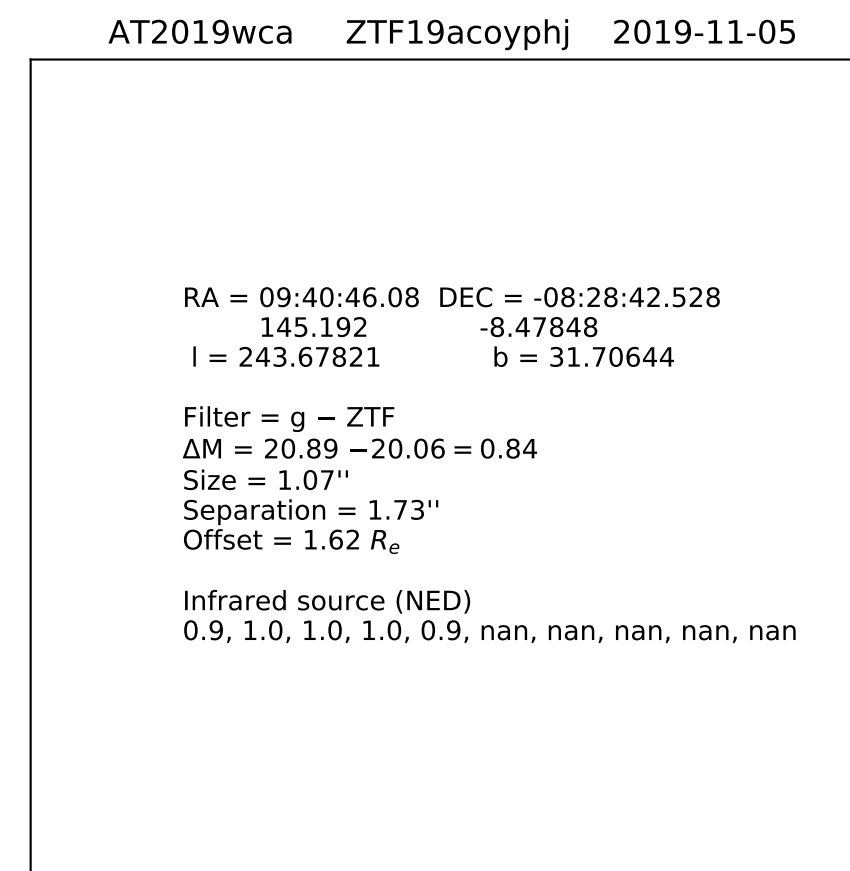 AT2019wca ZTF19acoyphj 2019-11-05
RA = 09:40:46.08 DEC = -08:28:42.528
145.192 -8.47848
l = 243.67821 b = 31.70644
Filter = g − ZTF
ΔM = 20.89 −20.06 = 0.84
Size = 1.07''
Separation = 1.73''
Offset = 1.62 Re
Infrared source (NED)
0.9, 1.0, 1.0, 1.0, 0.9, nan, nan, nan, nan, nan